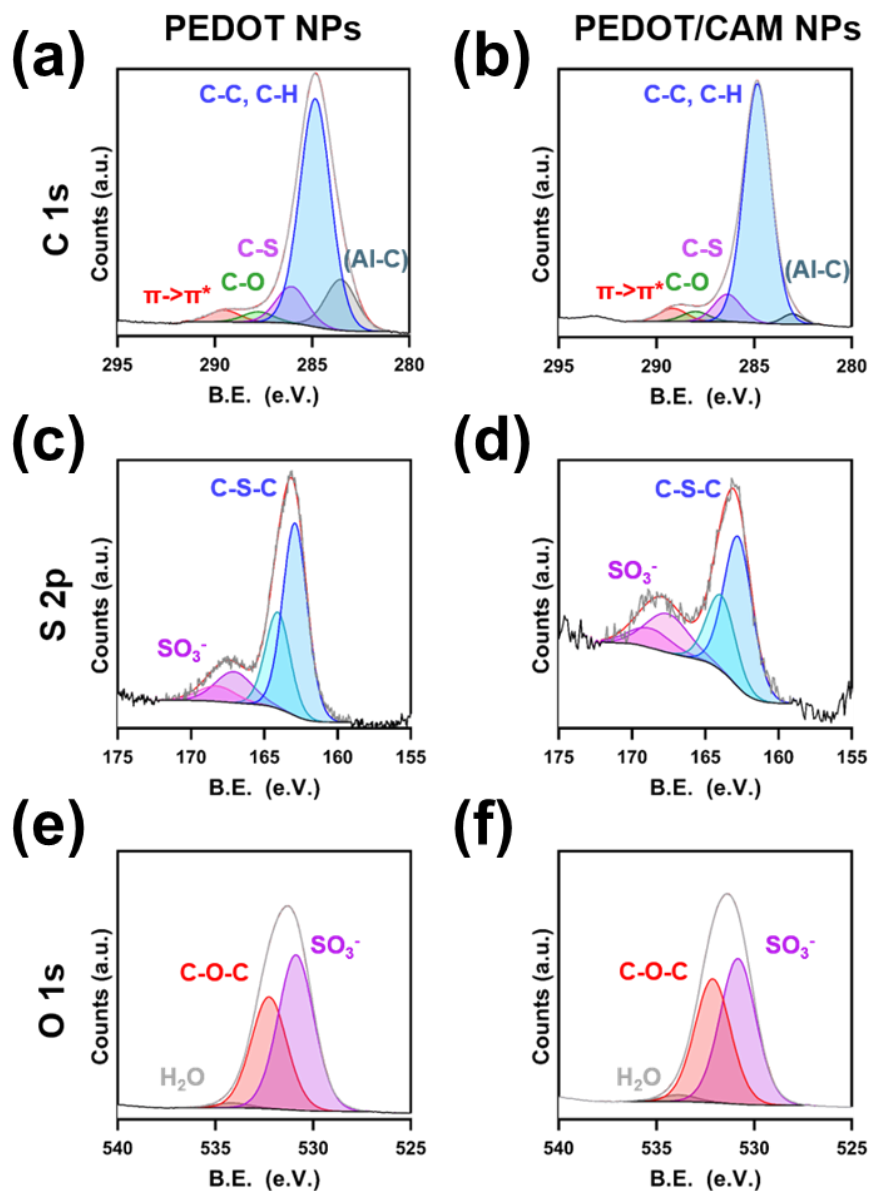 PEDOT NPs
PEDOT/CAM NPs
(a)
(b)
C 1s
Counts (a.u.)
C-C, C-H
C-S
C-O
π->π*
(Al-C)
295 290 285 280
B.E. (e.V.)
Counts (a.u.)
C-C, C-H
C-S
C-O
π->π*
(Al-C)
295 290 285 280
B.E. (e.V.)
(c)
(d)
S 2p
Counts (a.u.)
C-S-C
SO₃⁻
175 170 165 160 155
B.E. (e.V.)
Counts (a.u.)
C-S-C
SO₃⁻
175 170 165 160 155
B.E. (e.V.)
(e)
(f)
O 1s
Counts (a.u.)
SO₃⁻
C-O-C
H₂O
540 535 530 525
B.E. (e.V.)
Counts (a.u.)
SO₃⁻
C-O-C
H₂O
540 535 530 525
B.E. (e.V.)